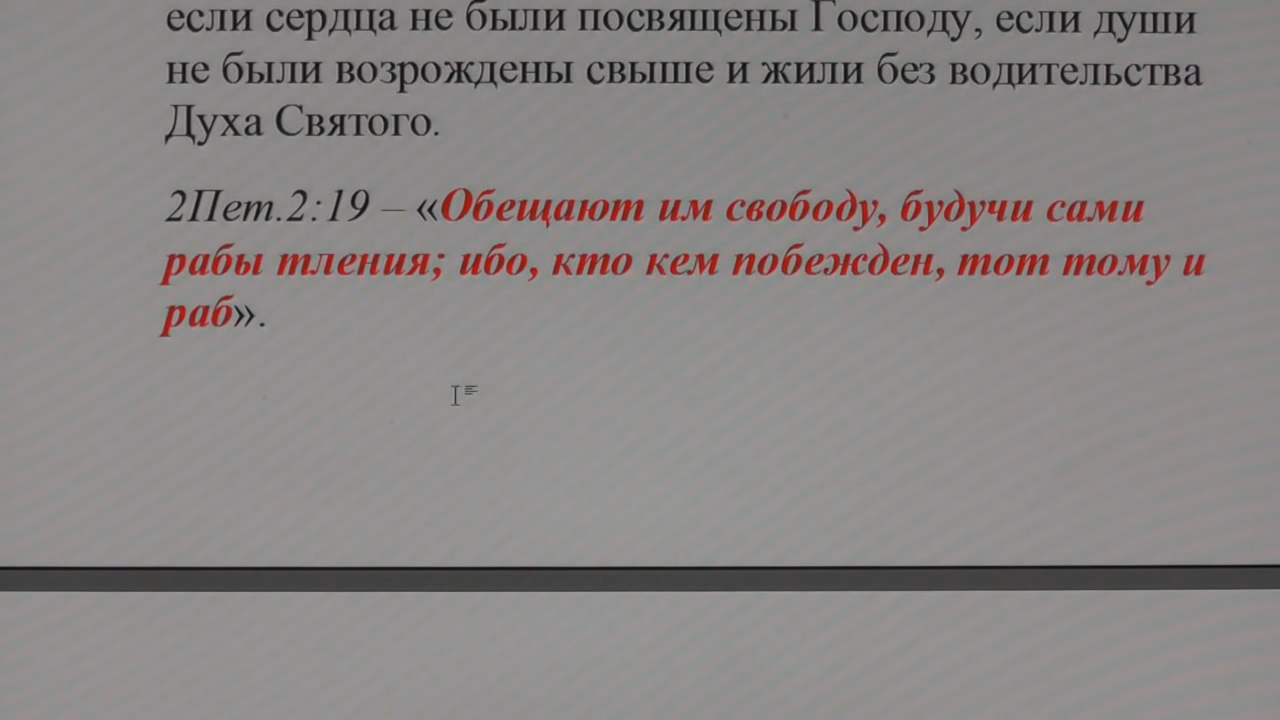 если сердца не были посвящены Господу, если души
не были возрождены свыше и жили без водительства
Духа Святого.
2Пет.2:19 – «Обещают им свободу, будучи сами
рабы тления; ибо, кто кем побежден, тот тому и
раб».